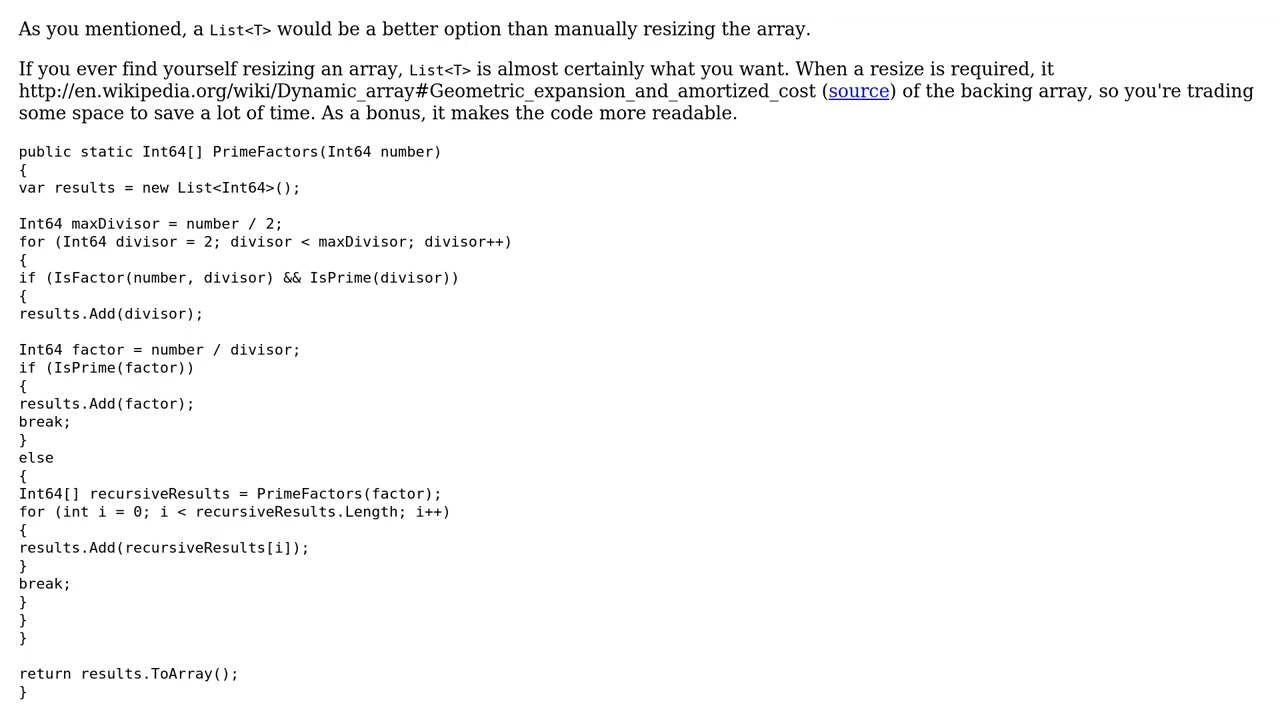 As you mentioned, a List<T> would be a better option than manually resizing the array.
If you ever find yourself resizing an array, List<T> is almost certainly what you want. When a resize is required, it
http://en.wikipedia.org/wiki/Dynamic_array#Geometric_expansion_and_amortized_cost (source) of the backing array, so you're trading
some space to save a lot of time. As a bonus, it makes the code more readable.
public static Int64[] PrimeFactors(Int64 number)
{
var results = new List<Int64>();
Int64 maxDivisor = number / 2;
for (Int64 divisor = 2; divisor < maxDivisor; divisor++)
{
if (IsFactor(number, divisor) && IsPrime(divisor))
{
results.Add(divisor);
Int64 factor = number / divisor;
if (IsPrime(factor))
{
results.Add(factor);
break;
}
else
{
Int64[] recursiveResults = PrimeFactors(factor);
for (int i = 0; i < recursiveResults.Length; i++)
{
results.Add(recursiveResults[i]);
}
break;
}
}
}
return results.ToArray();
}